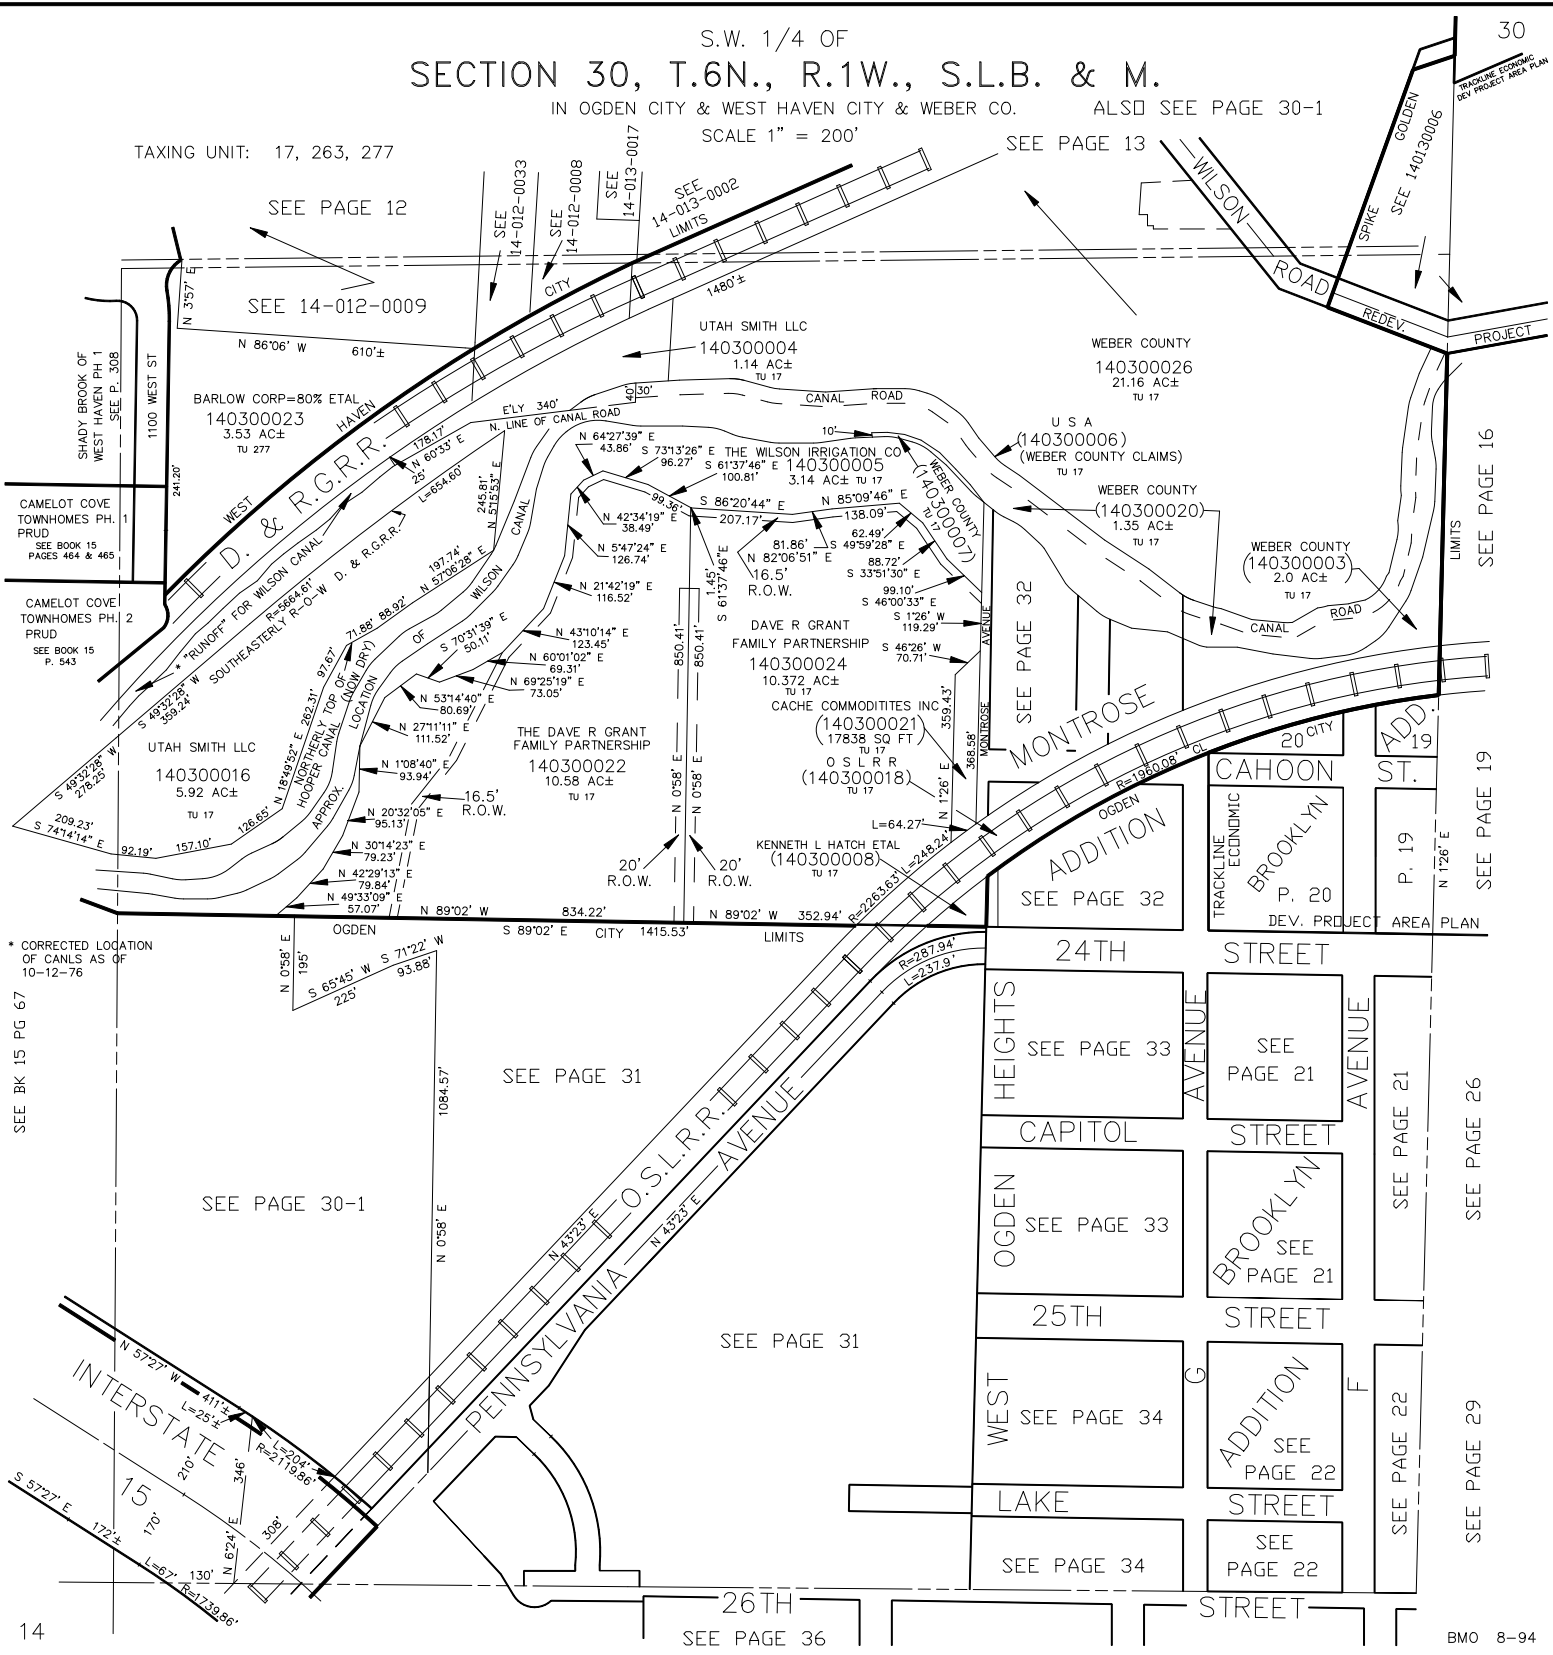 S.W. 1/4 OF
SECTION 30, T.6N., R.1W., S.L.B. & M.
IN OGDEN CITY & WEST HAVEN CITY & WEBER CO.
SCALE 1" = 200'
ALSO SEE PAGE 30-1
30
TAXING UNIT: 17, 263, 277
TRACKLINE ECONOMIC
DEV PROJECT AREA PLAN
SEE PAGE 12
SEE
14-012-0033
SEE
14-012-0008
SEE
14-013-0017
SEE
14-013-0002
LIMITS
CITY
HAVEN
WEST
SEE PAGE 13
WILSON
ROAD
SPIKE
GOLDEN
SEE 140130006
REDEV.
PROJECT
N 3°57' E
SEE 14-012-0009
N 86°06' W
610'±
1480'±
SHADY BROOK OF
WEST HAVEN PH 1
SEE P. 308
1100 WEST ST
241.20'
BARLOW CORP=80% ETAL
140300023
3.53 AC±
TU 277
UTAH SMITH LLC
140300004
1.14 AC±
TU 17
WEBER COUNTY
140300026
21.16 AC±
TU 17
D. & R.G.R.R.
178.17'
N 60°33' E
25'
L=654.60'
E'LY 340'
N. LINE OF CANAL ROAD
40'
30'
CANAL ROAD
U S A
(140300006)
(WEBER COUNTY CLAIMS)
TU 17
SEE PAGE 16
CAMELOT COVE
TOWNHOMES PH. 1
PRUD
SEE BOOK 15
PAGES 464 & 465
CAMELOT COVE
TOWNHOMES PH. 2
PRUD
SEE BOOK 15
P. 543
* "RUNOFF" FOR WILSON CANAL
R=5664.61'
SOUTHEASTERLY R-O-W D. & R.G.R.R.
245.81'
N 5°15'53" E
N 64°27'39" E
43.86'
S 73°13'26" E
96.27'
THE WILSON IRRIGATION CO
140300005
3.14 AC± TU 17
10'
S 61°37'46" E
100.81'
99.36'
S 86°20'44" E
207.17'
N 85°09'46" E
138.09'
WEBER COUNTY
(140300007)
TU 17
WEBER COUNTY
(140300020)
1.35 AC±
TU 17
WEBER COUNTY
(140300003)
2.0 AC±
TU 17
LIMITS
CANAL ROAD
N 42°34'19" E
38.49'
N 5°47'24" E
126.74'
N 21°42'19" E
116.52'
197.74'
N 57°06'28" E
WILSON
CANAL
OF
LOCATION
APPROX.
71.88' 88.92'
97.67'
81.86'
N 82°06'51" E
16.5'
R.O.W.
62.49'
S 49°59'28" E
88.72'
S 33°51'30" E
99.10'
S 46°00'33" E
S 1°26' W
119.29'
S 46°26' W
70.71'
1.45'
S 61°37'46"E
SEE PAGE 32
AVENUE
MONTROSE
DAVE R GRANT
FAMILY PARTNERSHIP
140300024
10.372 AC±
TU 17
N 43°10'14" E
123.45'
N 60°01'02" E
69.31'
N 69°25'19" E
73.05'
S 70°31'39" E
50.11'
N 53°14'40" E
80.69'
N 27°11'11" E
111.52'
N 1°08'40" E
93.94'
S 49°32'28" W
359.24'
262.31'
N 18°49'52" E
NORTHERLY TOP OF
HOOPER CANAL (NOW DRY)
850.41'
850.41'
N 0°58' E
N 0°58' E
CACHE COMMODITITES INC
(140300021)
17838 SQ FT
TU 17
O S L R R
(140300018)
TU 17
359.43'
368.58'
N 1°26' E
MONTROSE
20
CITY
19
ADD.
CAHOON
ST.
R=1960.08' CL
OGDEN
UTAH SMITH LLC
140300016
5.92 AC±
TU 17
S 49°32'28" W
278.25'
209.23'
S 74°14'14" E
92.19'
157.10'
126.65'
THE DAVE R GRANT
FAMILY PARTNERSHIP
140300022
10.58 AC±
TU 17
16.5'
R.O.W.
N 20°32'05" E
95.13'
N 30°14'23" E
79.23'
N 42°29'13" E
79.84'
N 49°33'09" E
57.07'
20'
R.O.W.
20'
R.O.W.
L=64.27'
L=248.24'
R=2263.63'
KENNETH L HATCH ETAL
(140300008)
TU 17
ADDITION
SEE PAGE 32
TRACKLINE
ECONOMIC
BROOKLYN
P. 20
P. 19
N 1°26' E
SEE PAGE 19
DEV. PROJECT AREA PLAN
N 89°02' W
834.22'
N 89°02' W
352.94'
OGDEN
S 89°02' E
CITY
1415.53'
LIMITS
* CORRECTED LOCATION
OF CANLS AS OF
10-12-76
SEE BK 15 PG 67
N 0°58' E
195'
S 65°45' W
225'
S 71°22' W
93.88'
R=287.94'
L=237.9'
24TH
STREET
HEIGHTS
SEE PAGE 33
AVENUE
SEE
PAGE 21
AVENUE
SEE PAGE 21
SEE PAGE 26
SEE PAGE 31
1084.57'
N 0°58' E
CAPITOL
STREET
O.S.L.R.R.
PENNSYLVANIA
AVENUE
N 43°23' E
N 43°23' E
SEE PAGE 30-1
OGDEN
SEE PAGE 33
BROOKLYN
SEE
PAGE 21
25TH
STREET
SEE PAGE 31
WEST
SEE PAGE 34
G
ADDITION
SEE
PAGE 22
F
SEE PAGE 22
SEE PAGE 29
N 57°27' W
411'±
L=25'±
L=204'
R=2119.86'
INTERSTATE
15
210'
170'
346'
N 6°24' E
308'
S 57°27' E
172'±
L=67'
130'
R=1739.86'
LAKE
STREET
SEE PAGE 34
SEE
PAGE 22
26TH
STREET
SEE PAGE 36
14
BMO 8-94